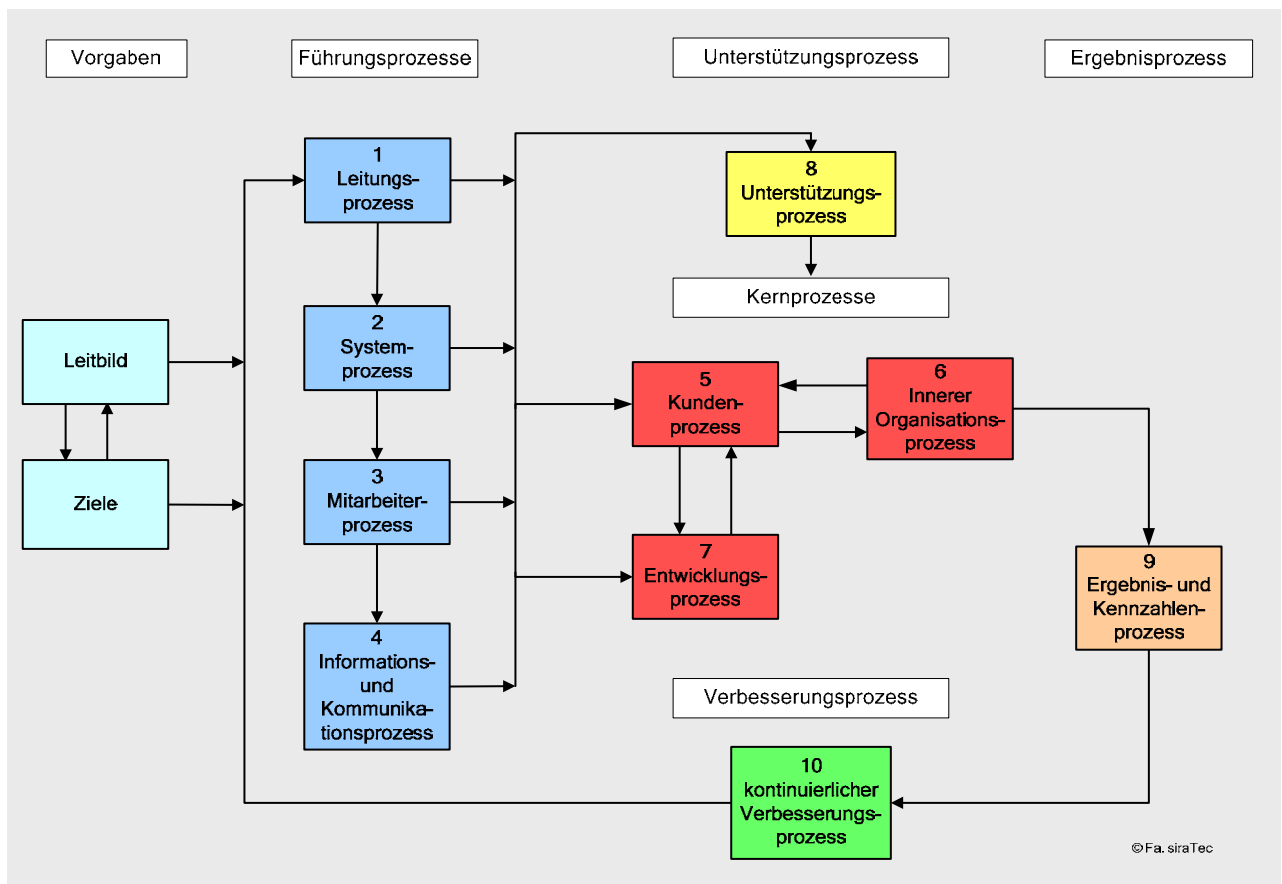 Vorgaben
Führungsprozesse
Unterstützungsprozess
Ergebnisprozess
1
Leitungs-
prozess
8
Unterstützungs-
prozess
Kernprozesse
Leitbild
2
System-
prozess
5
Kunden-
prozess
6
Innerer
Organisations-
prozess
Ziele
3
Mitarbeiter-
prozess
7
Entwicklungs-
prozess
9
Ergebnis- und
Kennzahlen-
prozess
4
Informations-
und
Kommunika-
tionsprozess
Verbesserungsprozess
10
kontinuierlicher
Verbesserungs-
prozess
©Fa. siraTec